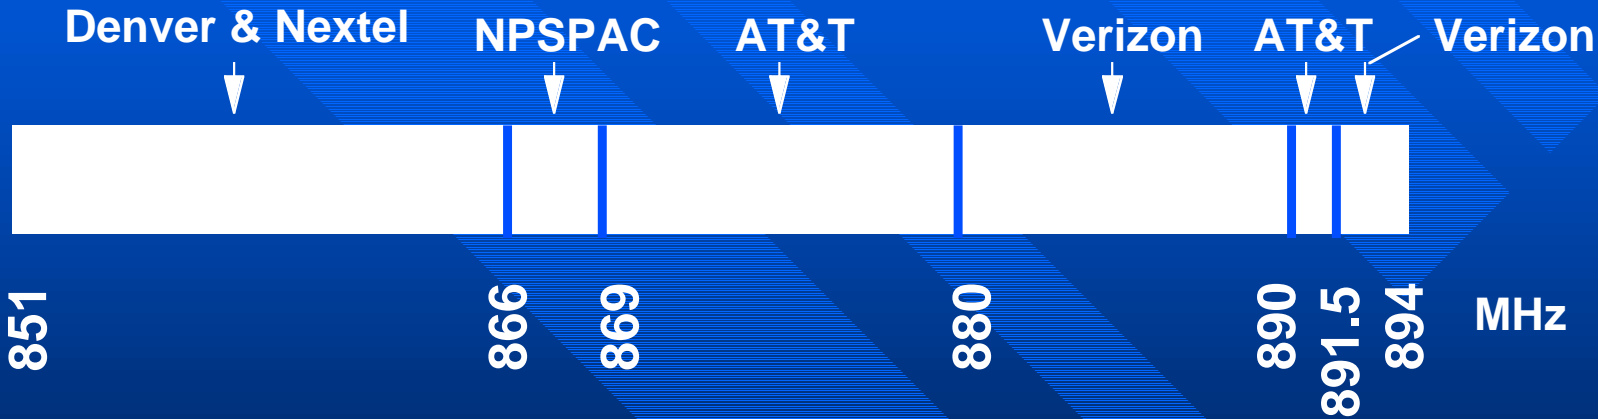 Denver & Nextel NPSPAC AT&T Verizon AT&T Verizon
851 866 869 880 890 891.5 894 MHz